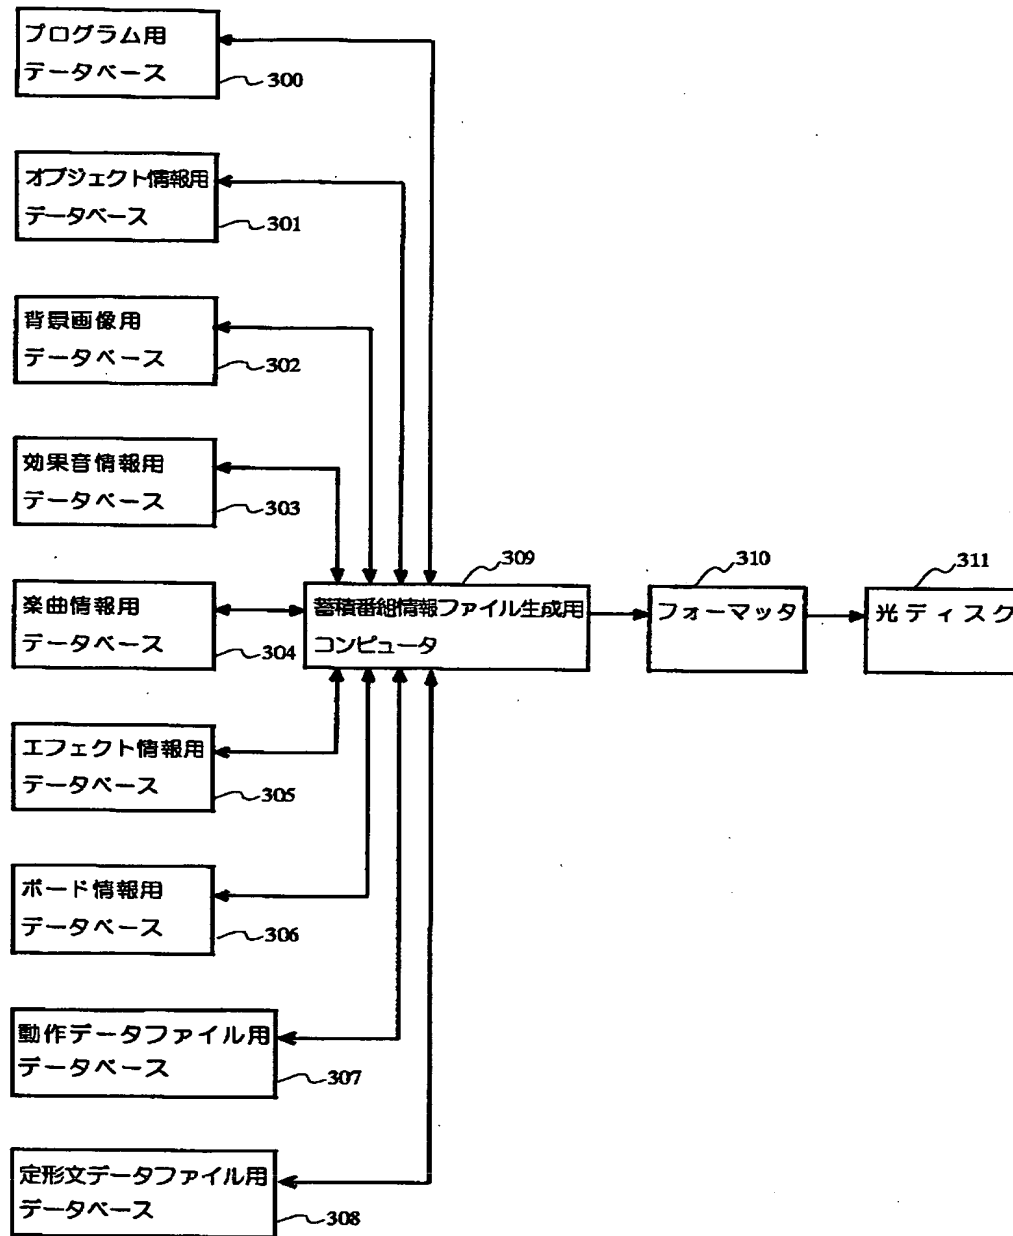 プログラム用
データベース
300
オブジェクト情報用
データベース
301
背景画像用
データベース
302
効果音情報用
データベース
303
楽曲情報用
データベース
304
エフェクト情報用
データベース
305
ボード情報用
データベース
306
動作データファイル用
データベース
307
定形文データファイル用
データベース
308
309
蓄積番組情報ファイル生成用
コンピュータ
310
フォーマッタ
311
光ディスク